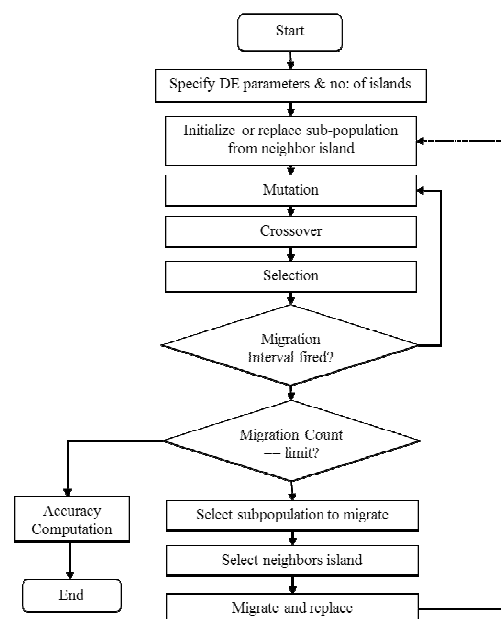 Start
Specify DE parameters & no: of islands
Initialize or replace sub-population
from neighbor island
Mutation
Crossover
Selection
Migration
Interval fired?
Migration Count
== limit?
Accuracy
Computation
Select subpopulation to migrate
Select neighbors island
End
Migrate and replace